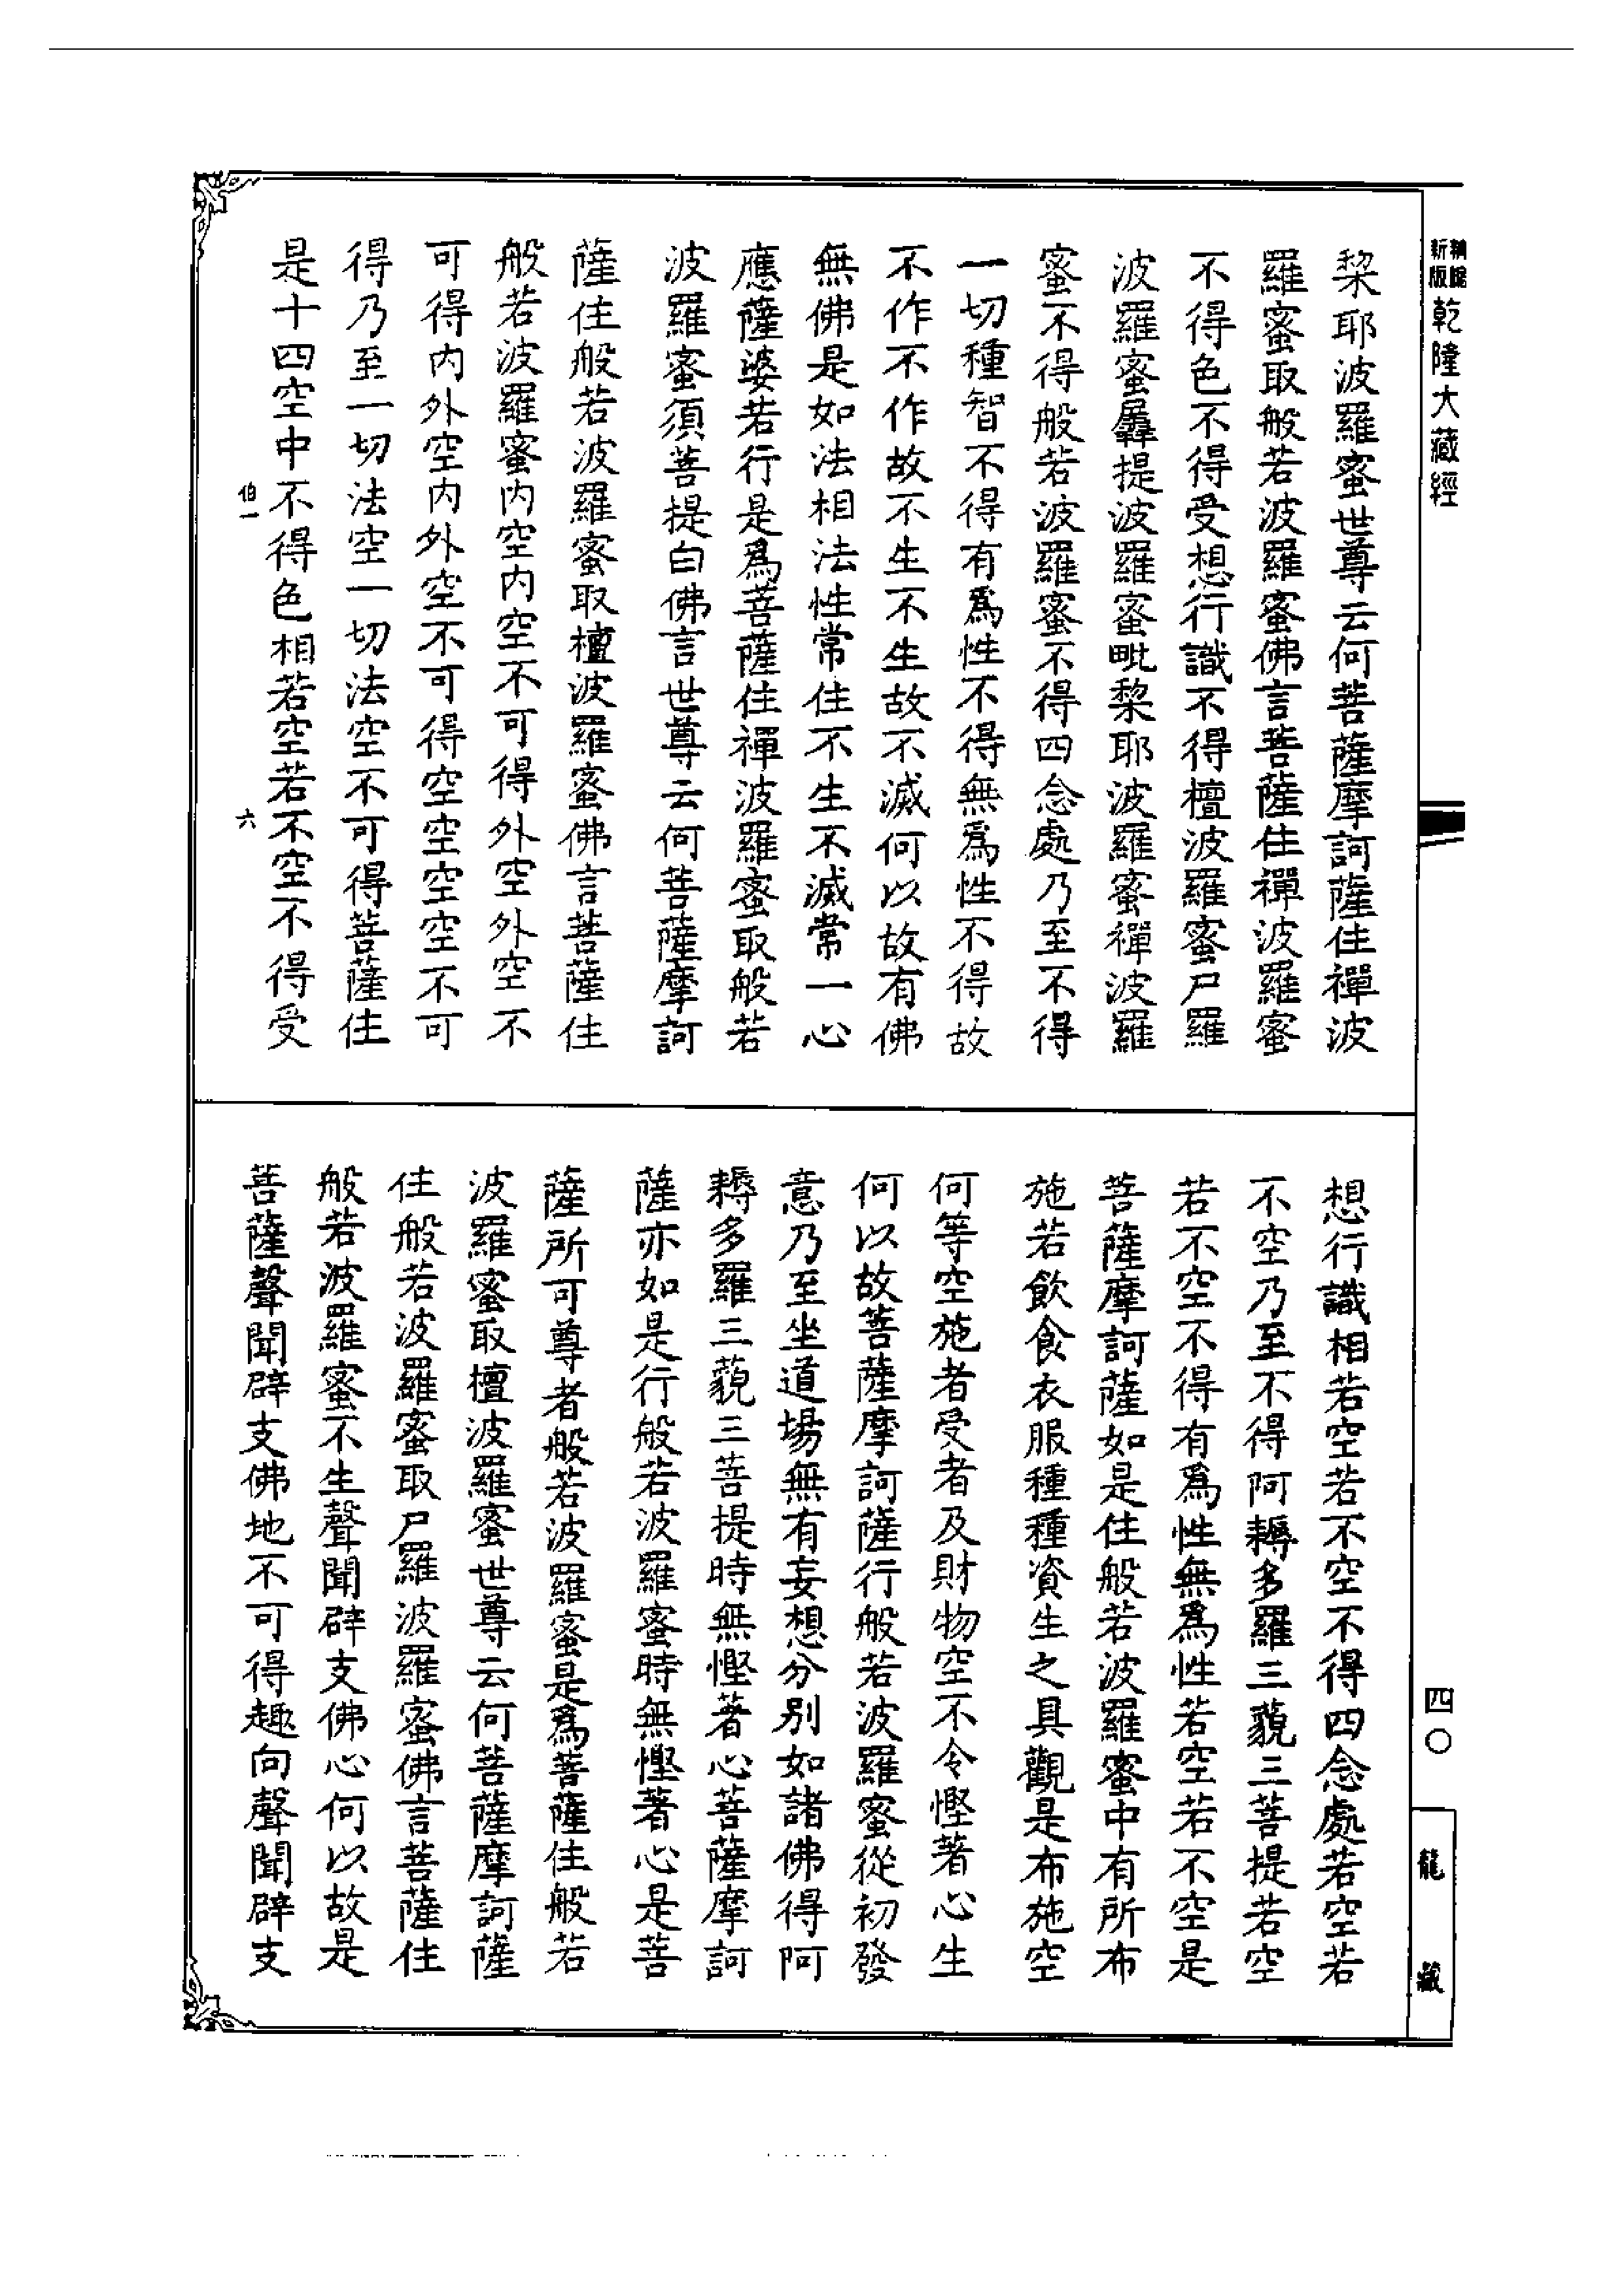 新版
乾隆大藏經
四〇
龍藏
梨耶波羅蜜世尊云何菩薩摩訶薩住禪波
羅蜜取般若波羅蜜佛言菩薩住禪波羅蜜
不得色不得受想行識不得檀波羅蜜尸羅
波羅蜜羼提波羅蜜毗梨耶波羅蜜禪波羅
蜜不得般若波羅蜜不得四念處乃至不得
一切種智不得有爲性不得無爲性不得故
不作不作故不生不生故不滅何以故有佛
無佛是如法相法性常住不生不滅常一心
應薩婆若行是爲菩薩住禪波羅蜜取般若
波羅蜜須菩提白佛言世尊云何菩薩摩訶
薩住般若波羅蜜取檀波羅蜜佛言菩薩住
般若波羅蜜內空內空不可得外空外空不
可得內外空內外空不可得空空空空不可
得乃至一切法空一切法空不可得菩薩住
是十四空中不得色相若空若不空不得受
伯一
六
想行識相若空若不空不得四念處若空若
不空乃至不得阿耨多羅三藐三菩提若空
若不空不得有爲性無爲性若空若不空是
菩薩摩訶薩如是住般若波羅蜜中有所布
施若飲食衣服種種資生之具觀是布施空
何等空施者受者及財物空不令慳著心生
何以故菩薩摩訶薩行般若波羅蜜從初發
意乃至坐道場無有妄想分別如諸佛得阿
耨多羅三藐三菩提時無慳著心菩薩摩訶
薩亦如是行般若波羅蜜時無慳著心是菩
薩所可尊者般若波羅蜜是爲菩薩住般若
波羅蜜取檀波羅蜜世尊云何菩薩摩訶薩
住般若波羅蜜取尸羅波羅蜜佛言菩薩住
般若波羅蜜不生聲聞辟支佛心何以故是
菩薩聲聞辟支佛地不可得趣向聲聞辟支